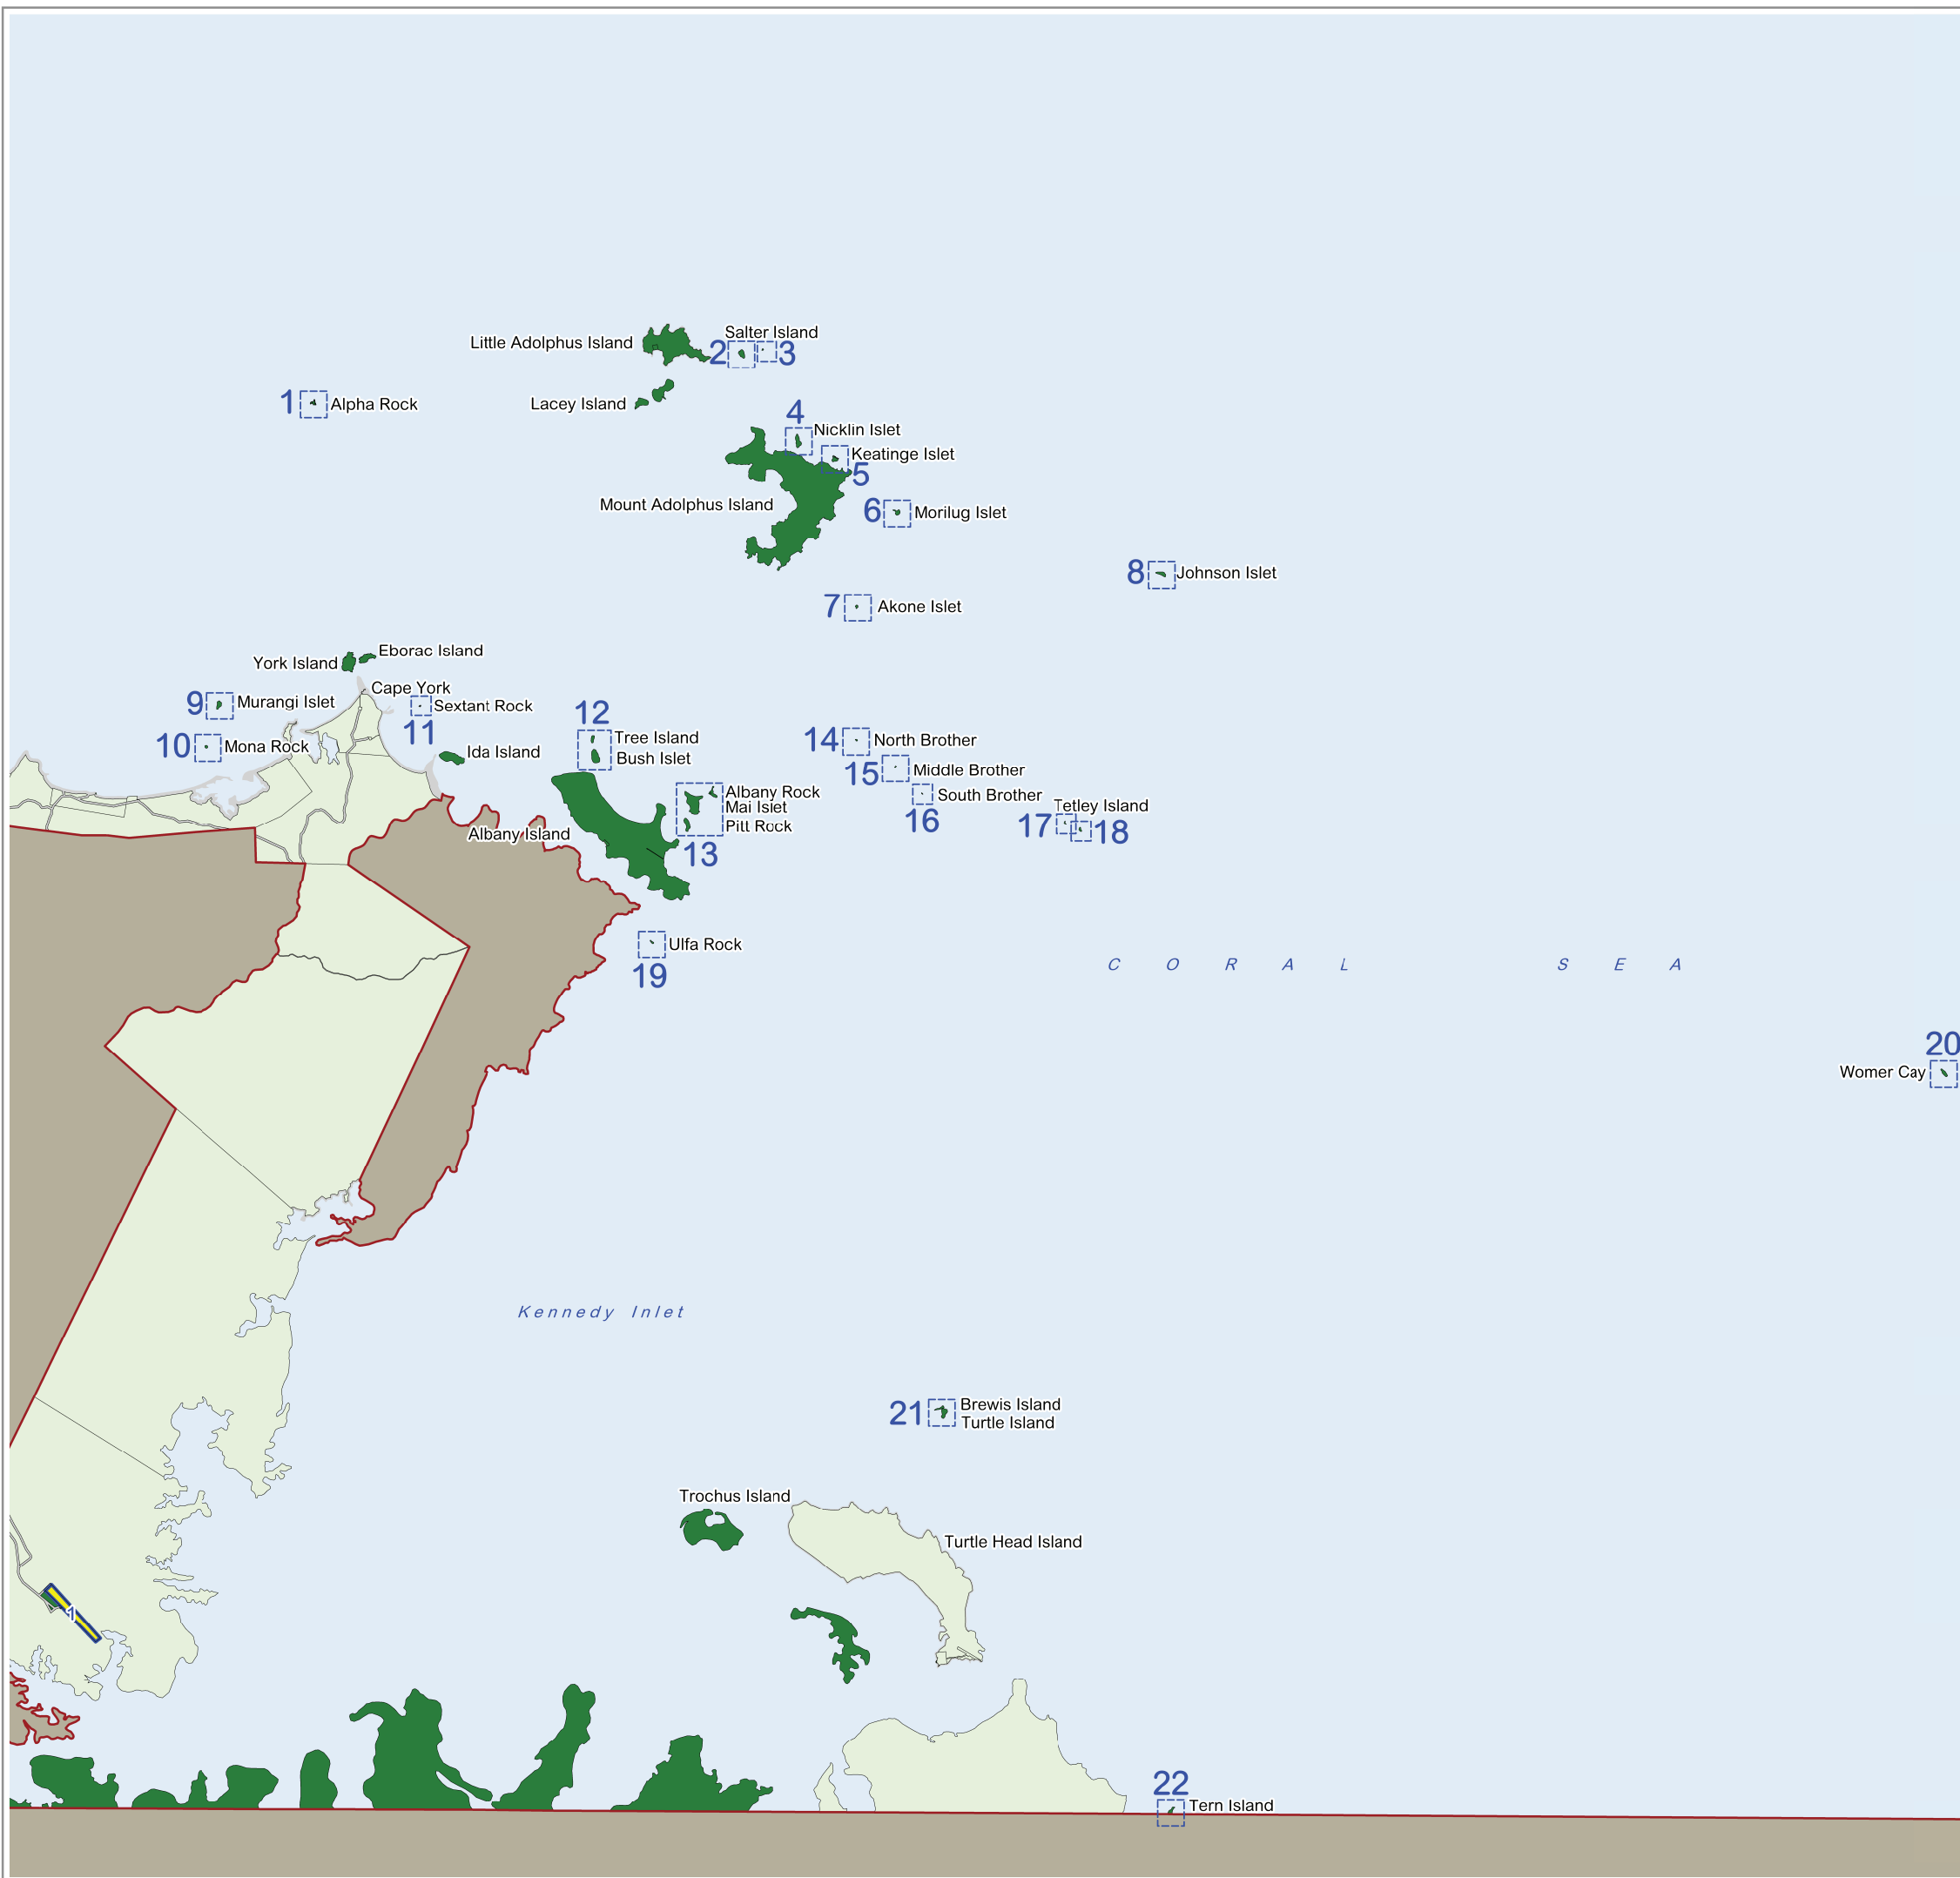 Salter Island
Little Adolphus Island
2
3
1
Alpha Rock
Lacey Island
4
Nicklin Islet
Keatinge Islet
5
Mount Adolphus Island
6
Morilug Islet
8
Johnson Islet
7
Akone Islet
Eborac Island
York Island
Cape York
9
Murangi Islet
Sextant Rock
11
12
10
Mona Rock
Ida Island
Tree Island
Bush Islet
14
North Brother
15
Middle Brother
Albany Rock
Mai Islet
Pitt Rock
13
South Brother
16
Tetley Island
17
18
Albany Island
Ulfa Rock
19
CORAL SEA
20
Womer Cay
Kennedy Inlet
21
Brewis Island
Turtle Island
Trochus Island
Turtle Head Island
1
22
Tern Island